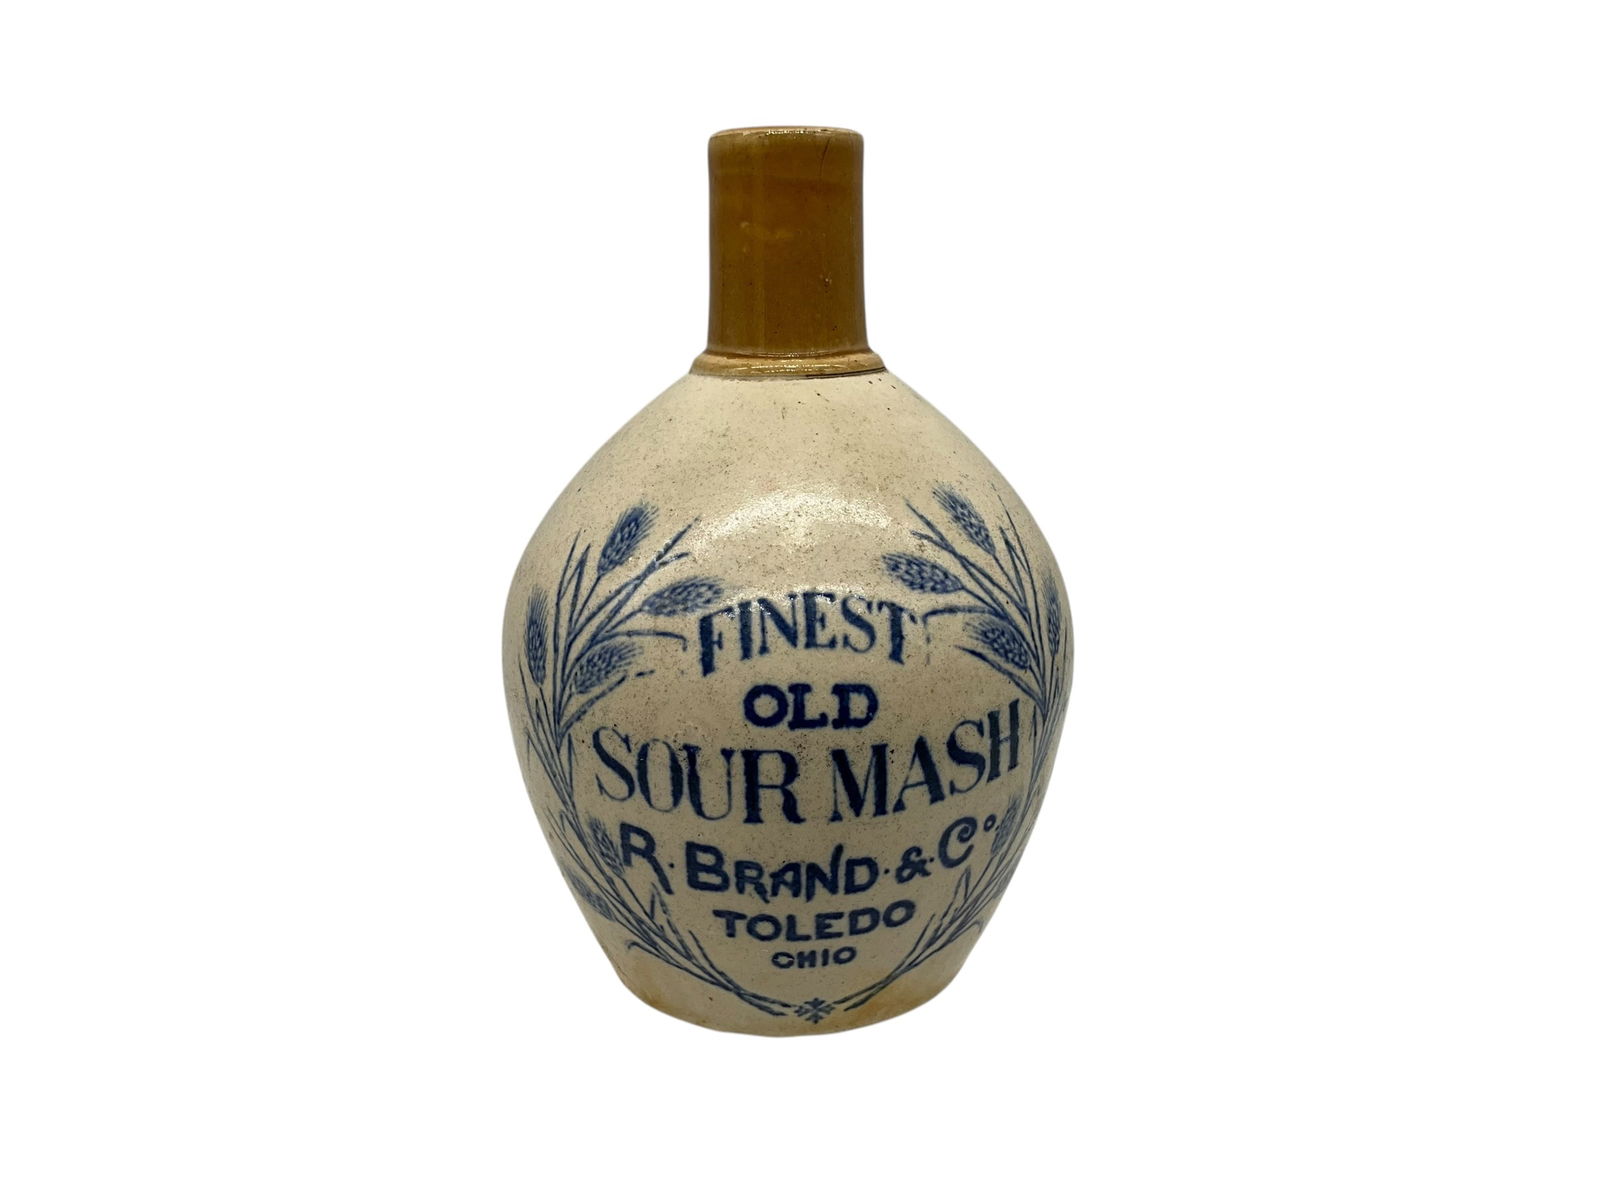 FINEST
OLD
SOUR MASH
R. BRAND & Co
TOLEDO
OHIO